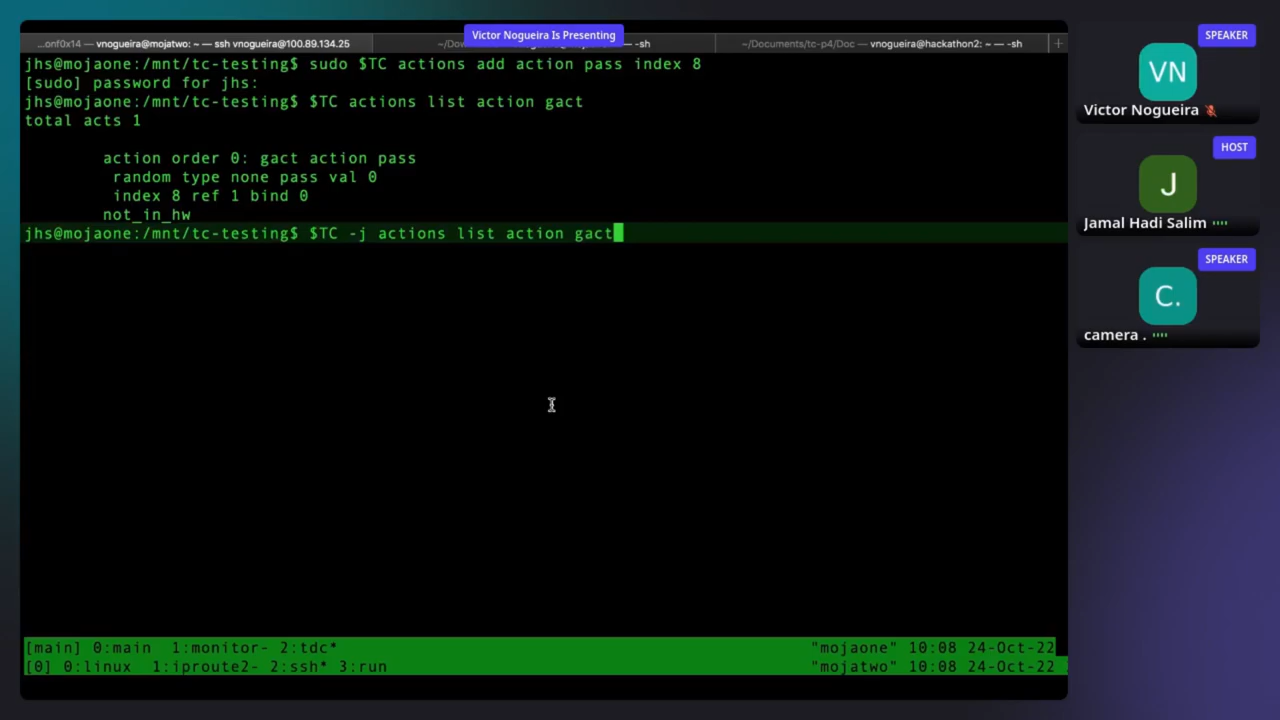 Victor Nogueira Is Presenting
...onf0x14 — vnogueira@mojatwo: ~ — ssh vnogueira@100.89.134.25
~/Dow
— -sh
~/Documents/tc-p4/Doc — vnogueira@hackathon2: ~ — -sh
+
jhs@mojaone:/mnt/tc-testing$ sudo $TC actions add action pass index 8
[sudo] password for jhs:
jhs@mojaone:/mnt/tc-testing$ $TC actions list action gact
total acts 1
action order 0: gact action pass
random type none pass val 0
index 8 ref 1 bind 0
not_in_hw
jhs@mojaone:/mnt/tc-testing$ $TC -j actions list action gact
[main] 0:main 1:monitor- 2:tdc* "mojaone" 10:08 24-Oct-22
[0] 0:linux 1:iproute2- 2:ssh* 3:run "mojatwo" 10:08 24-Oct-22
SPEAKER
VN
Victor Nogueira
HOST
J
Jamal Hadi Salim
SPEAKER
C.
camera .